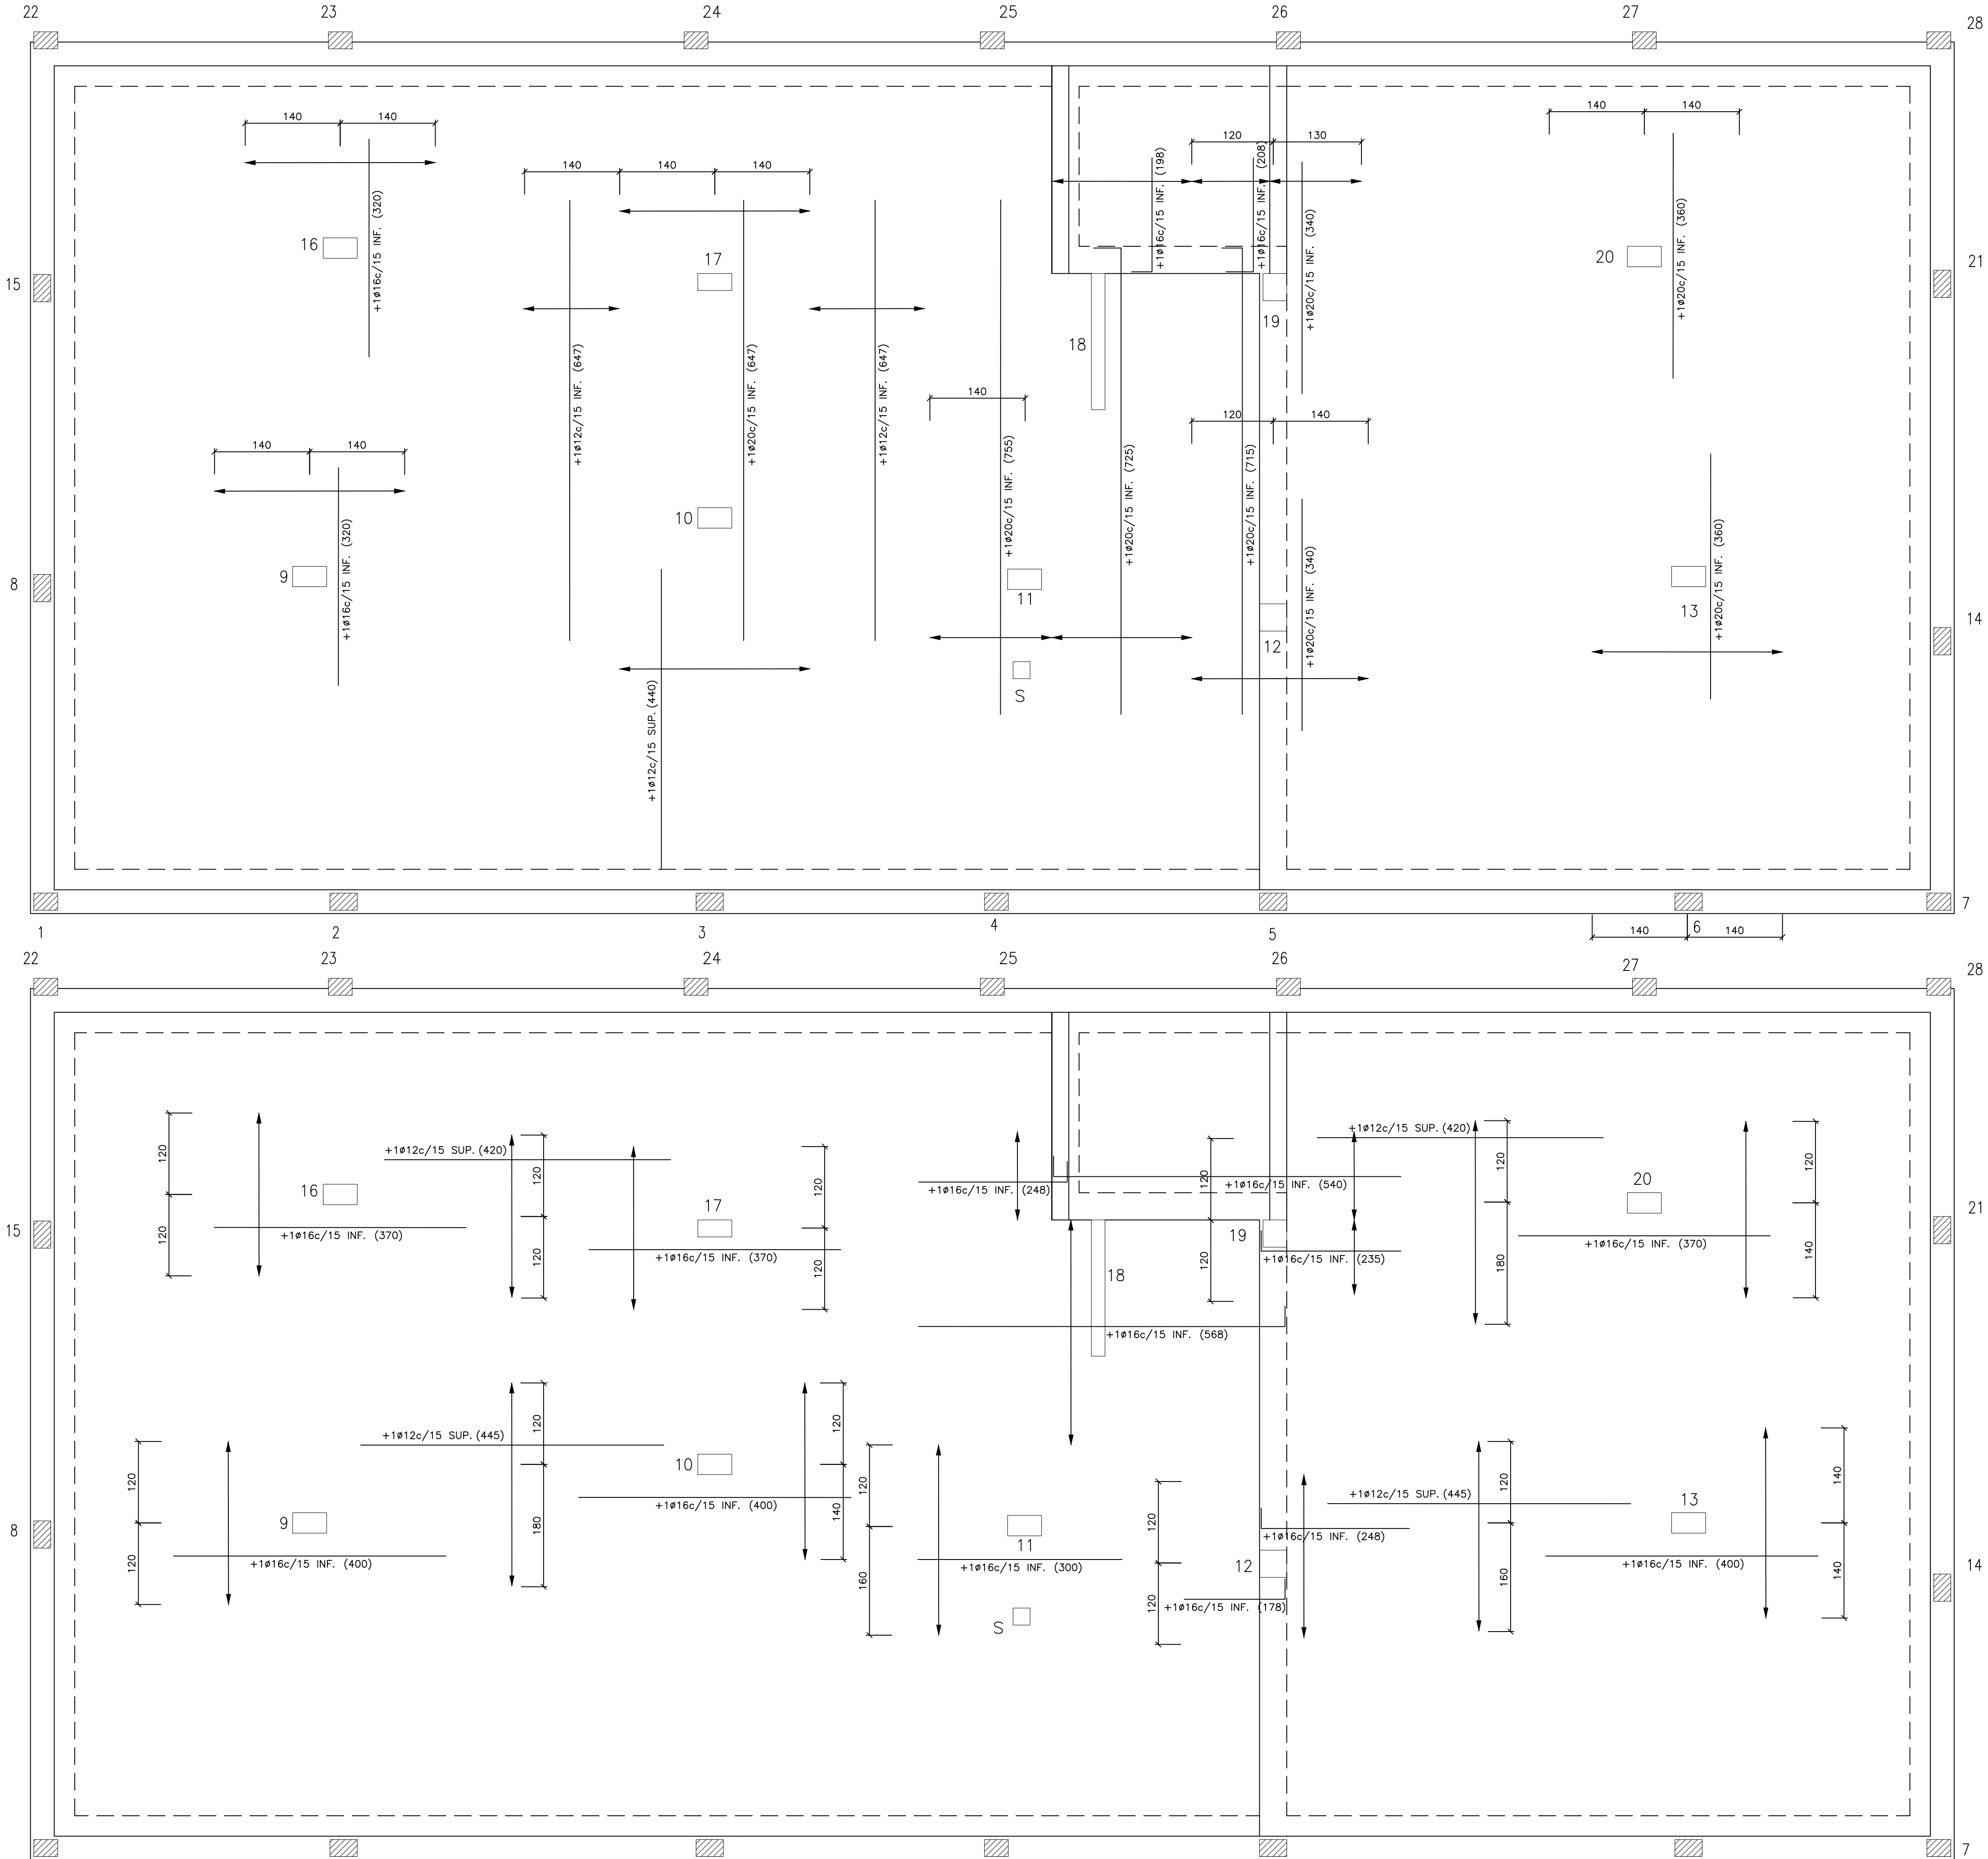 22 23 24 25 26 27 28
140 140
140 140
120 130
140 140 140
+1ø16c/15 INF. (320)
+1ø16c/15 INF. (198)
+1ø16c/15 INF. (208)
+1ø20c/15 INF. (340)
+1ø20c/15 INF. (360)
16
17
20
15
21
19
18
+1ø12c/15 INF. (647)
+1ø20c/15 INF. (647)
+1ø12c/15 INF. (647)
140
120 140
140 140
+1ø20c/15 INF. (755)
+1ø20c/15 INF. (725)
+1ø20c/15 INF. (715)
10
9
8
+1ø16c/15 INF. (320)
11
+1ø20c/15 INF. (340)
+1ø20c/15 INF. (360)
13
14
12
S
+1ø12c/15 SUP. (440)
7
1 2 3 4 5 6
140 140
22 23 24 25 26 27 28
120
120
+1ø12c/15 SUP. (420)
120
120
120
120
+1ø12c/15 SUP. (420)
120
180
120
140
16
+1ø16c/15 INF. (248)
120
120
+1ø16c/15 INF. (540)
20
17
15
21
+1ø16c/15 INF. (370)
+1ø16c/15 INF. (370)
19
+1ø16c/15 INF. (235)
+1ø16c/15 INF. (370)
18
+1ø16c/15 INF. (568)
+1ø12c/15 SUP. (445)
120
180
120
140
120
120
10
120
160
120
120
+1ø12c/15 SUP. (445)
120
160
140
140
+1ø16c/15 INF. (400)
13
8
9
11
+1ø16c/15 INF. (248)
+1ø16c/15 INF. (400)
+1ø16c/15 INF. (300)
12
+1ø16c/15 INF. (400)
14
+1ø16c/15 INF. (178)
S
7